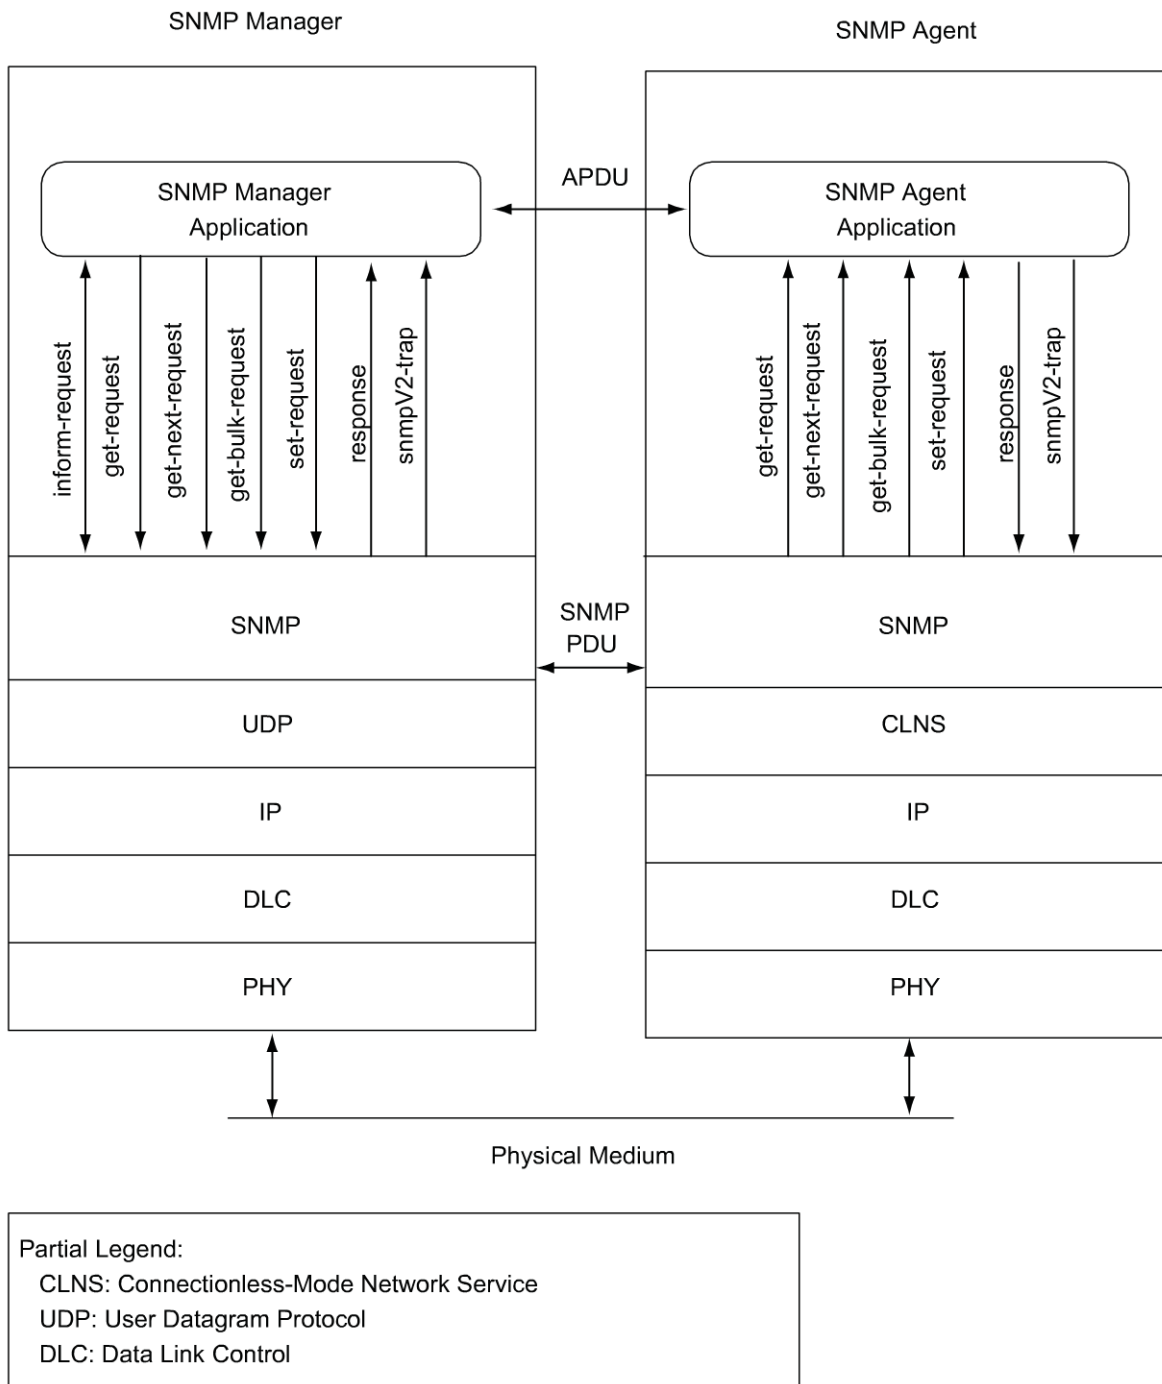 SNMP Manager
SNMP Agent
SNMP Manager
Application
APDU
SNMP Agent
Application
inform-request
get-request
get-next-request
get-bulk-request
set-request
response
snmpV2-trap
get-request
get-next-request
get-bulk-request
set-request
response
snmpV2-trap
SNMP
SNMP
PDU
SNMP
UDP
CLNS
IP
IP
DLC
DLC
PHY
PHY
Physical Medium
Partial Legend:
CLNS: Connectionless-Mode Network Service
UDP: User Datagram Protocol
DLC: Data Link Control